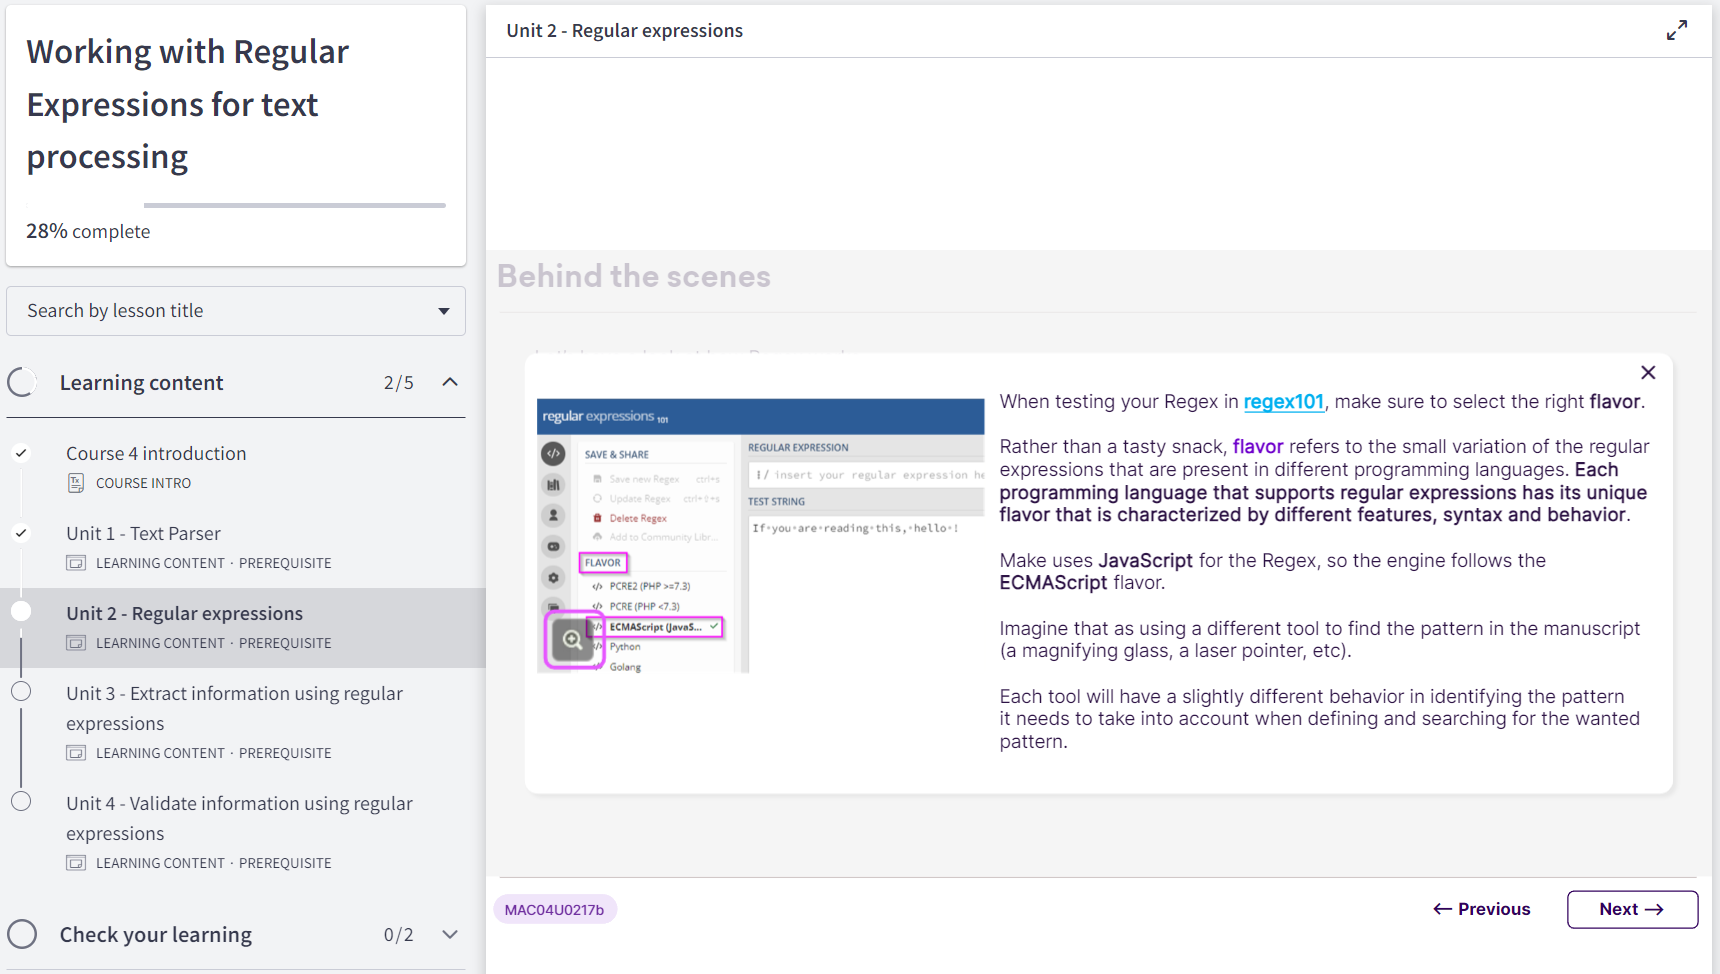 Working with Regular
Expressions for text
processing
28% complete
Search by lesson title
Learning content 2/5
Course 4 introduction
COURSE INTRO
Unit 1 - Text Parser
LEARNING CONTENT · PREREQUISITE
Unit 2 - Regular expressions
LEARNING CONTENT · PREREQUISITE
Unit 3 - Extract information using regular
expressions
LEARNING CONTENT · PREREQUISITE
Unit 4 - Validate information using regular
expressions
LEARNING CONTENT · PREREQUISITE
Check your learning 0/2
Unit 2 - Regular expressions
Behind the scenes
regular expressions 101
SAVE & SHARE
Save new Regex ctrl+s
Update Regex ctrl+⇧+s
Delete Regex
Add to Community Libr...
FLAVOR
PCRE2 (PHP >=7.3)
PCRE (PHP <7.3)
ECMAScript (JavaS...
Python
Golang
REGULAR EXPRESSION
/ insert your regular expression he
TEST STRING
If·you·are·reading·this,·hello·!
When testing your Regex in regex101, make sure to select the right flavor.
Rather than a tasty snack, flavor refers to the small variation of the regular
expressions that are present in different programming languages. Each
programming language that supports regular expressions has its unique
flavor that is characterized by different features, syntax and behavior.
Make uses JavaScript for the Regex, so the engine follows the
ECMAScript flavor.
Imagine that as using a different tool to find the pattern in the manuscript
(a magnifying glass, a laser pointer, etc).
Each tool will have a slightly different behavior in identifying the pattern
it needs to take into account when defining and searching for the wanted
pattern.
MAC04U0217b
← Previous
Next →